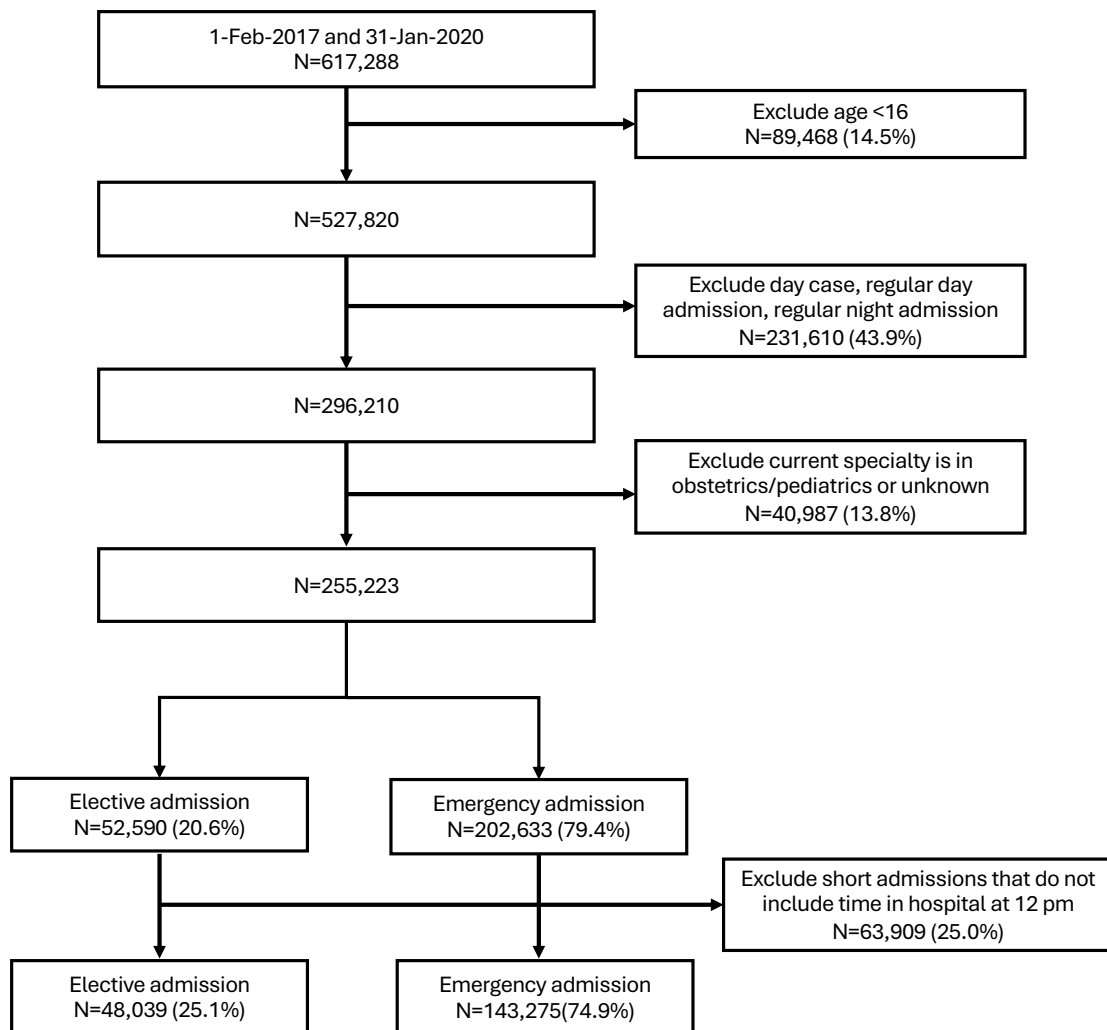 1-Feb-2017 and 31-Jan-2020
N=617,288
Exclude age <16
N=89,468 (14.5%)
N=527,820
Exclude day case, regular day
admission, regular night admission
N=231,610 (43.9%)
N=296,210
Exclude current specialty is in
obstetrics/pediatrics or unknown
N=40,987 (13.8%)
N=255,223
Elective admission
N=52,590 (20.6%)
Emergency admission
N=202,633 (79.4%)
Exclude short admissions that do not
include time in hospital at 12 pm
N=63,909 (25.0%)
Elective admission
N=48,039 (25.1%)
Emergency admission
N=143,275(74.9%)